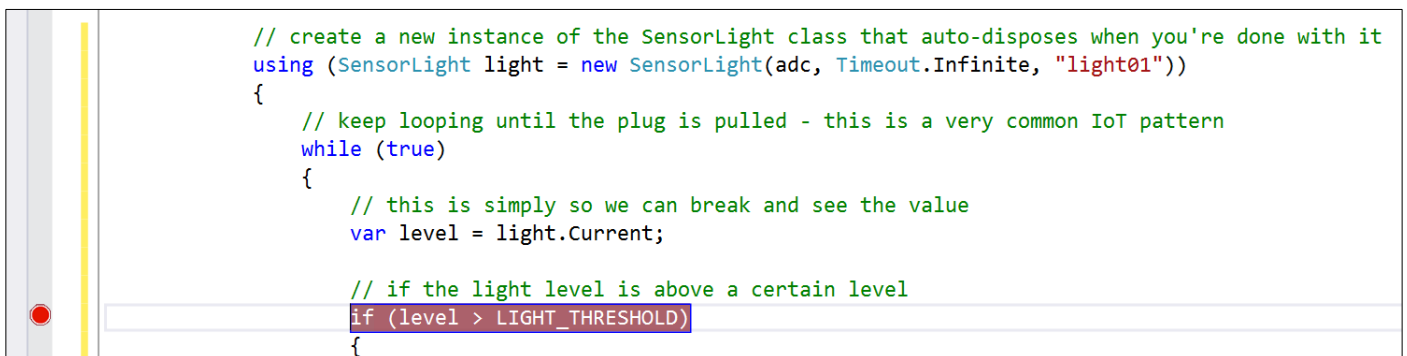 // create a new instance of the SensorLight class that auto-disposes when you're done with it
using (SensorLight light = new SensorLight(adc, Timeout.Infinite, "light01"))
{
// keep looping until the plug is pulled - this is a very common IoT pattern
while (true)
{
// this is simply so we can break and see the value
var level = light.Current;
// if the light level is above a certain level
if (level > LIGHT_THRESHOLD)
{